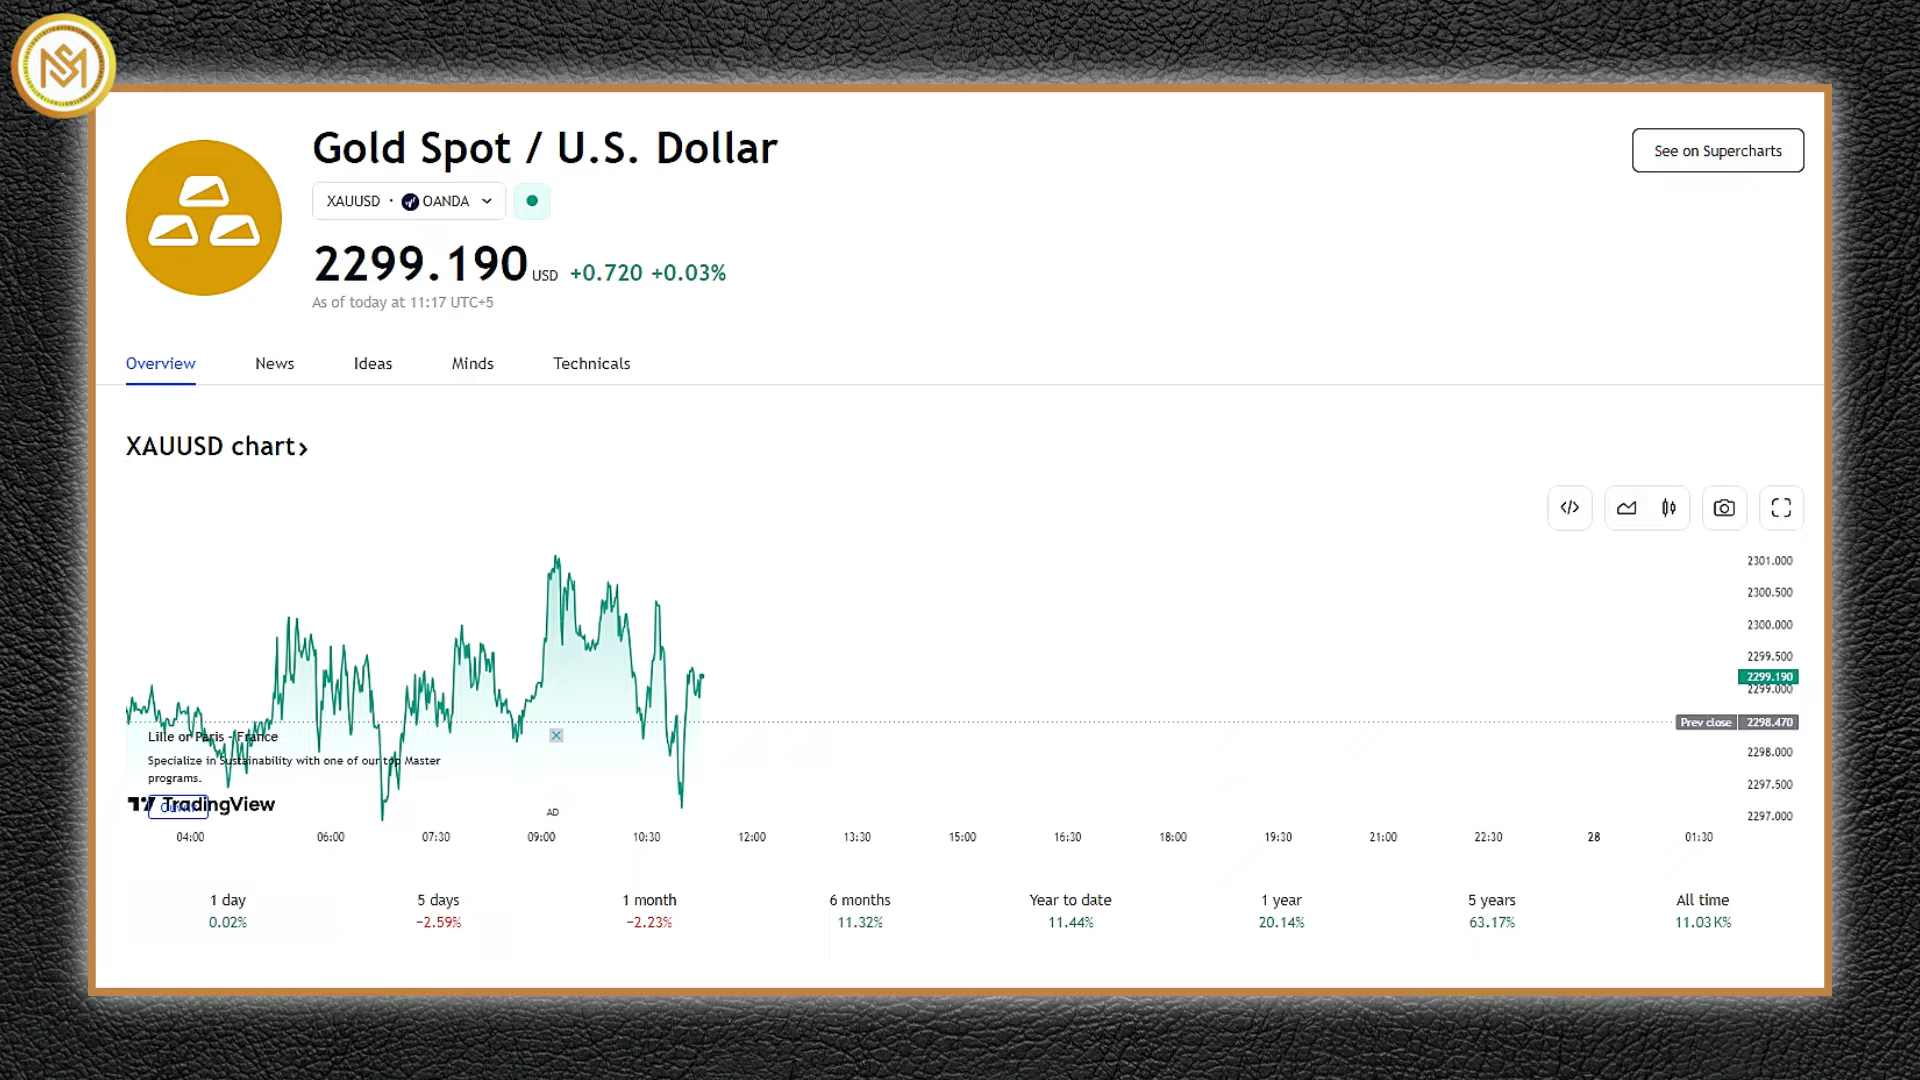 Gold Spot / U.S. Dollar
See on Supercharts
XAUUSD · OANDA
2299.190 USD +0.720 +0.03%
As of today at 11:17 UTC+5
Overview News Ideas Minds Technicals
XAUUSD chart›
2301.000
2300.500
2300.000
2299.500
2299.190
2299.000
Prev close 2298.470
2298.000
2297.500
2297.000
Lille or Paris - France
Specialize in Sustainability with one of our top Master
programs.
TradingView
AD
04:00 06:00 07:30 09:00 10:30 12:00 13:30 15:00 16:30 18:00 19:30 21:00 22:30 28 01:30
1 day 5 days 1 month 6 months Year to date 1 year 5 years All time
0.02% −2.59% −2.23% 11.32% 11.44% 20.14% 63.17% 11.03K%